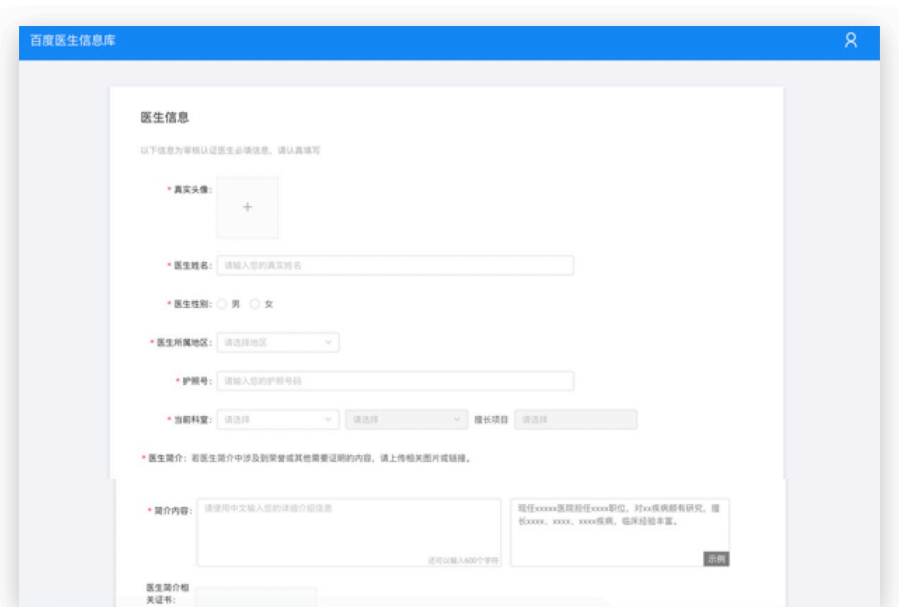 百度医生信息库
医生信息
以下信息为审核认证医生必填信息，请认真填写
* 真实头像：
+
* 医生姓名： 请输入您的真实姓名
* 医生性别： 男 女
* 医生所属地区： 请选择地区
* 护照号： 请输入您的护照号码
* 当前科室： 请选择 请选择 擅长项目 请选择
* 医生简介：若医生简介中涉及到荣誉或其他需要证明的内容，请上传相关图片或链接。
* 简介内容： 请使用中文输入您的详细介绍信息
还可以输入600个字符
现任xxxxx医院担任xxxx职位，对xx疾病颇有研究，擅
长xxxx、xxxx、xxxx疾病，临床经验丰富。
示例
医生简介相
关证书：